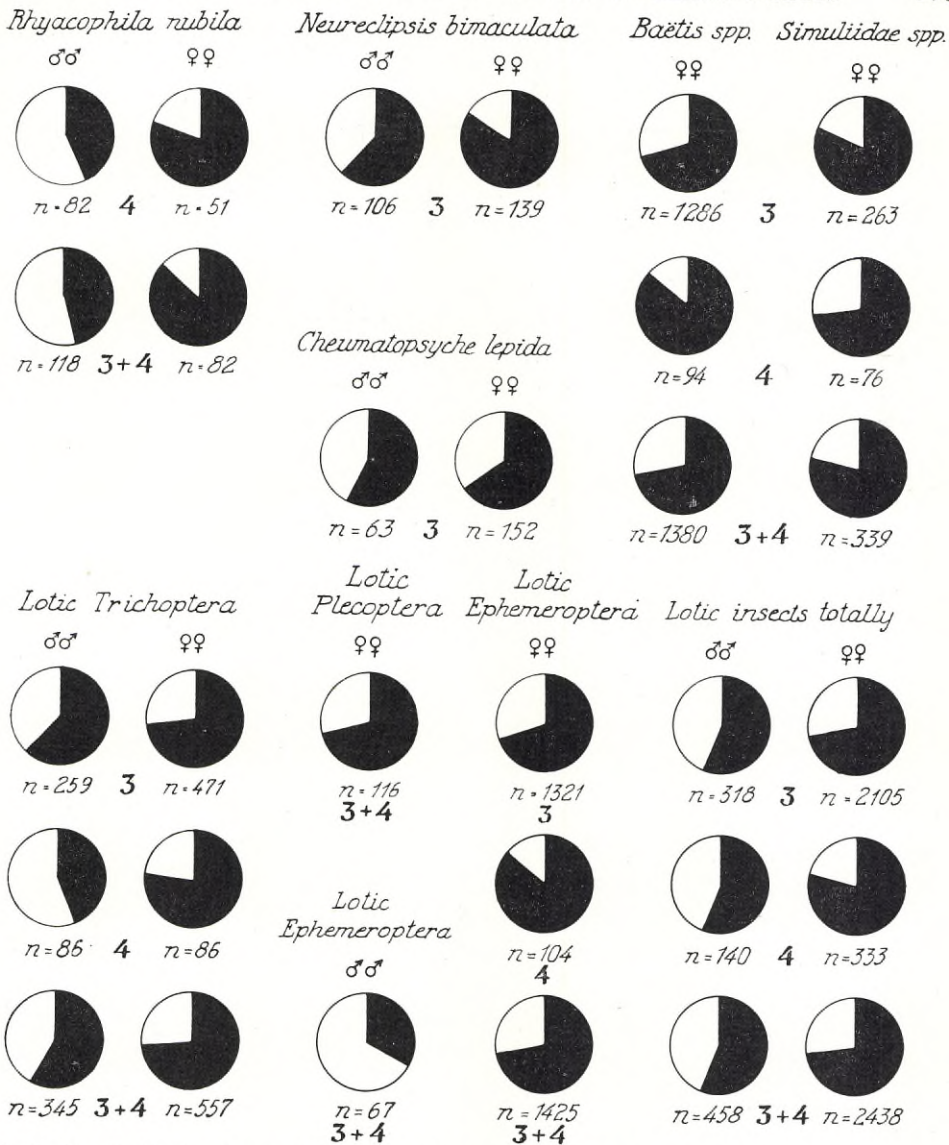 Rhyacophila nubila
♂♂ ♀♀
n=82 4 n=51
n=118 3+4 n=82
Neureclipsis bimaculata
♂♂ ♀♀
n=106 3 n=139
Cheumatopsyche lepida
♂♂ ♀♀
n=63 3 n=152
Baëtis spp. Simuliidae spp.
♀♀ ♀♀
n=1286 3 n=263
n=94 4 n=76
n=1380 3+4 n=339
Lotic Trichoptera
♂♂ ♀♀
n=259 3 n=471
n=86 4 n=86
n=345 3+4 n=557
Lotic
Plecoptera
♀♀
n=116
3+4
Lotic
Ephemeroptera
♂♂
n=67
3+4
Lotic
Ephemeroptera
♀♀
n=1321
3
n=104
4
n=1425
3+4
Lotic insects totally
♂♂ ♀♀
n=318 3 n=2105
n=140 4 n=333
n=458 3+4 n=2438